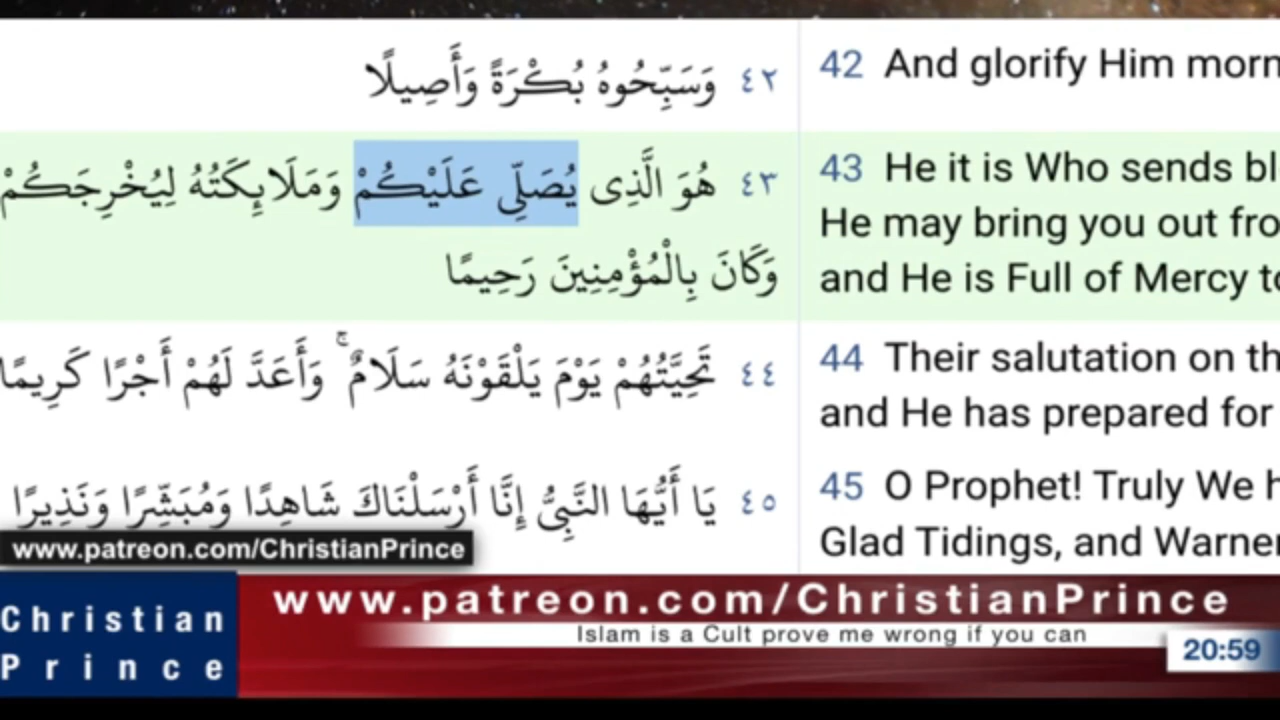 ٤٢ وَسَبِّحُوهُ بُكْرَةً وَأَصِيلًا
42 And glorify Him morn
٤٣ هُوَ الَّذِى يُصَلِّى عَلَيْكُمْ وَمَلَايِكَتُهُ لِيُخْرِجَكُمْ
وَكَانَ بِالْمُؤْمِنِينَ رَحِيمًا
43 He it is Who sends bl
He may bring you out fro
and He is Full of Mercy to
٤٤ تَحِيَّتُهُمْ يَوْمَ يَلْقَوْنَهُ سَلَامٌ ۚ وَأَعَدَّ لَهُمْ أَجْرًا كَرِيمًا
44 Their salutation on th
and He has prepared for
٤٥ يَا أَيُّهَا النَّبِىُّ إِنَّا أَرْسَلْنَاكَ شَاهِدًا وَمُبَشِّرًا وَنَذِيرًا
45 O Prophet! Truly We h
Glad Tidings, and Warner
www.patreon.com/ChristianPrince
Christian
Prince
www.patreon.com/ChristianPrince
Islam is a Cult prove me wrong if you can
20:59